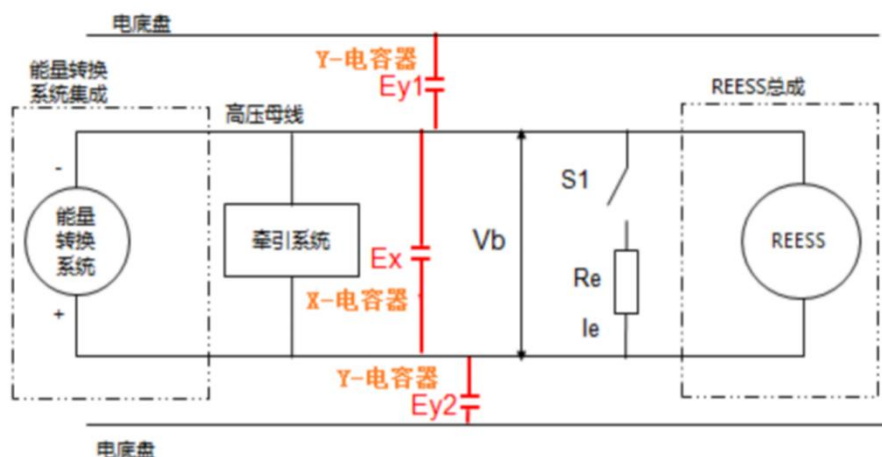 电底盘
能量转换
系统集成
Y-电容器
Ey1
REESS总成
高压母线
-
S1
能量
转换
系统
牵引系统
Ex
Vb
REESS
X-电容器
Re
+
Ie
Y-电容器
Ey2
电底盘